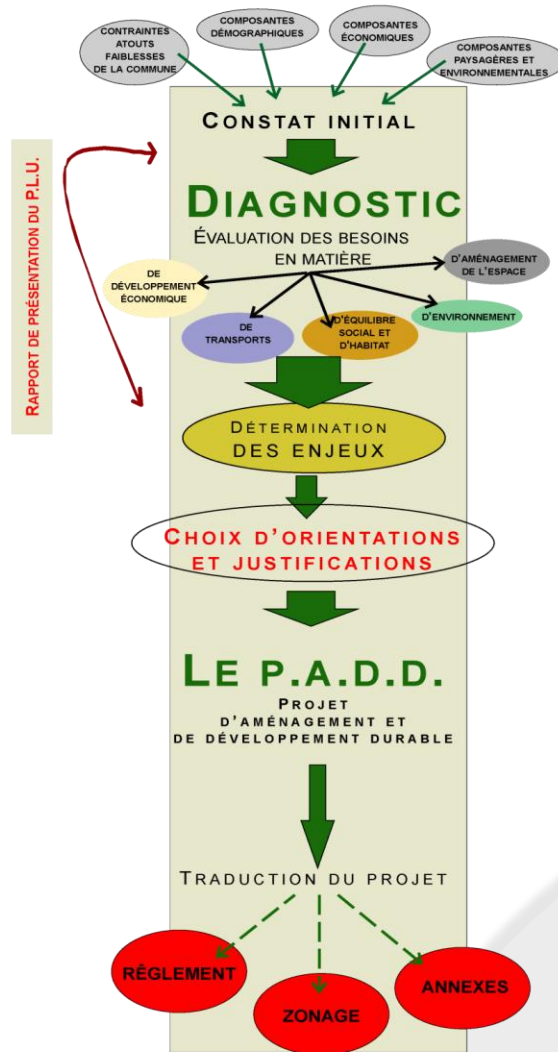 CONTRAINTES
ATOUTS
FAIBLESSES
DE LA COMMUNE
COMPOSANTES
DÉMOGRAPHIQUES
COMPOSANTES
ÉCONOMIQUES
COMPOSANTES
PAYSAGÈRES ET
ENVIRONNEMENTALES
CONSTAT INITIAL
RAPPORT DE PRÉSENTATION DU P.L.U.
DIAGNOSTIC
ÉVALUATION DES BESOINS
EN MATIÈRE
DE
DÉVELOPPEMENT
ÉCONOMIQUE
DE
TRANSPORTS
D'ÉQUILIBRE
SOCIAL ET
D'HABITAT
D'ENVIRONNEMENT
D'AMÉNAGEMENT
DE L'ESPACE
DÉTERMINATION
DES ENJEUX
CHOIX D'ORIENTATIONS
ET JUSTIFICATIONS
LE P.A.D.D.
PROJET
D'AMÉNAGEMENT ET
DE DÉVELOPPEMENT DURABLE
TRADUCTION DU PROJET
RÊGLEMENT
ZONAGE
ANNEXES